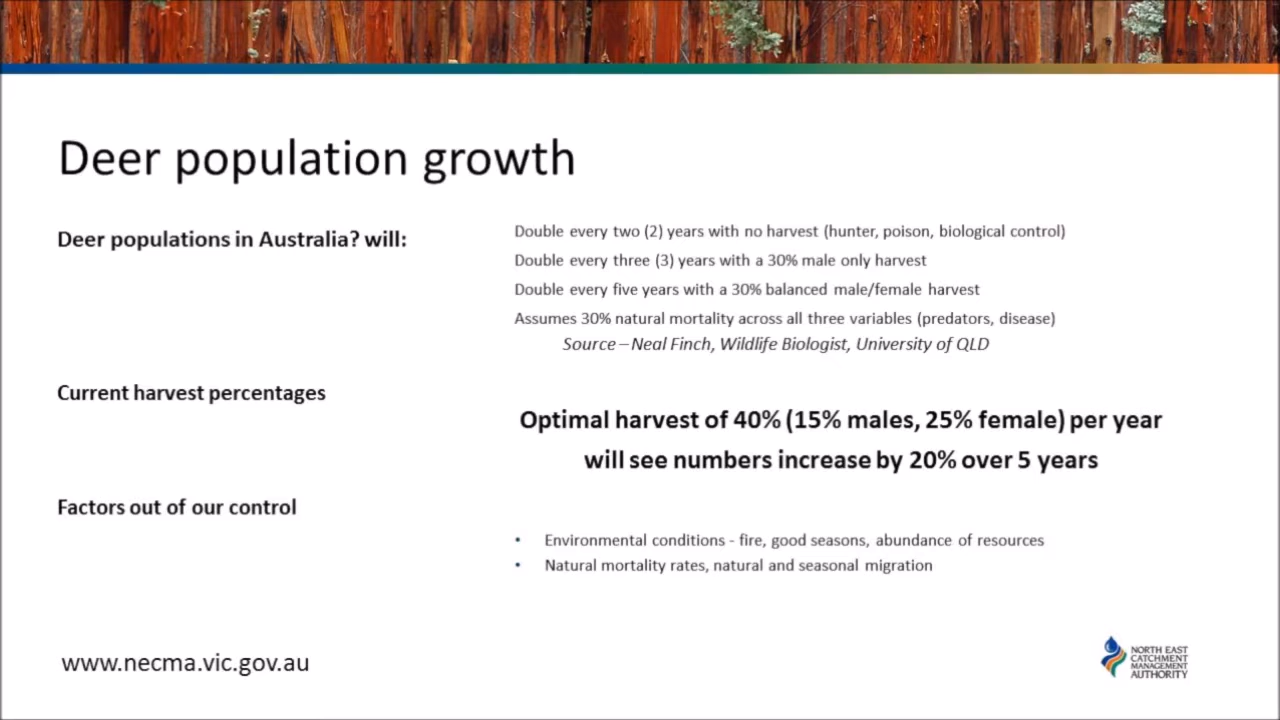 Deer population growth
Deer populations in Australia? will:
Double every two (2) years with no harvest (hunter, poison, biological control)
Double every three (3) years with a 30% male only harvest
Double every five years with a 30% balanced male/female harvest
Assumes 30% natural mortality across all three variables (predators, disease)
Source – Neal Finch, Wildlife Biologist, University of QLD
Current harvest percentages
Optimal harvest of 40% (15% males, 25% female) per year
will see numbers increase by 20% over 5 years
Factors out of our control
• Environmental conditions - fire, good seasons, abundance of resources
• Natural mortality rates, natural and seasonal migration
www.necma.vic.gov.au
NORTH EAST
CATCHMENT
MANAGEMENT
AUTHORITY